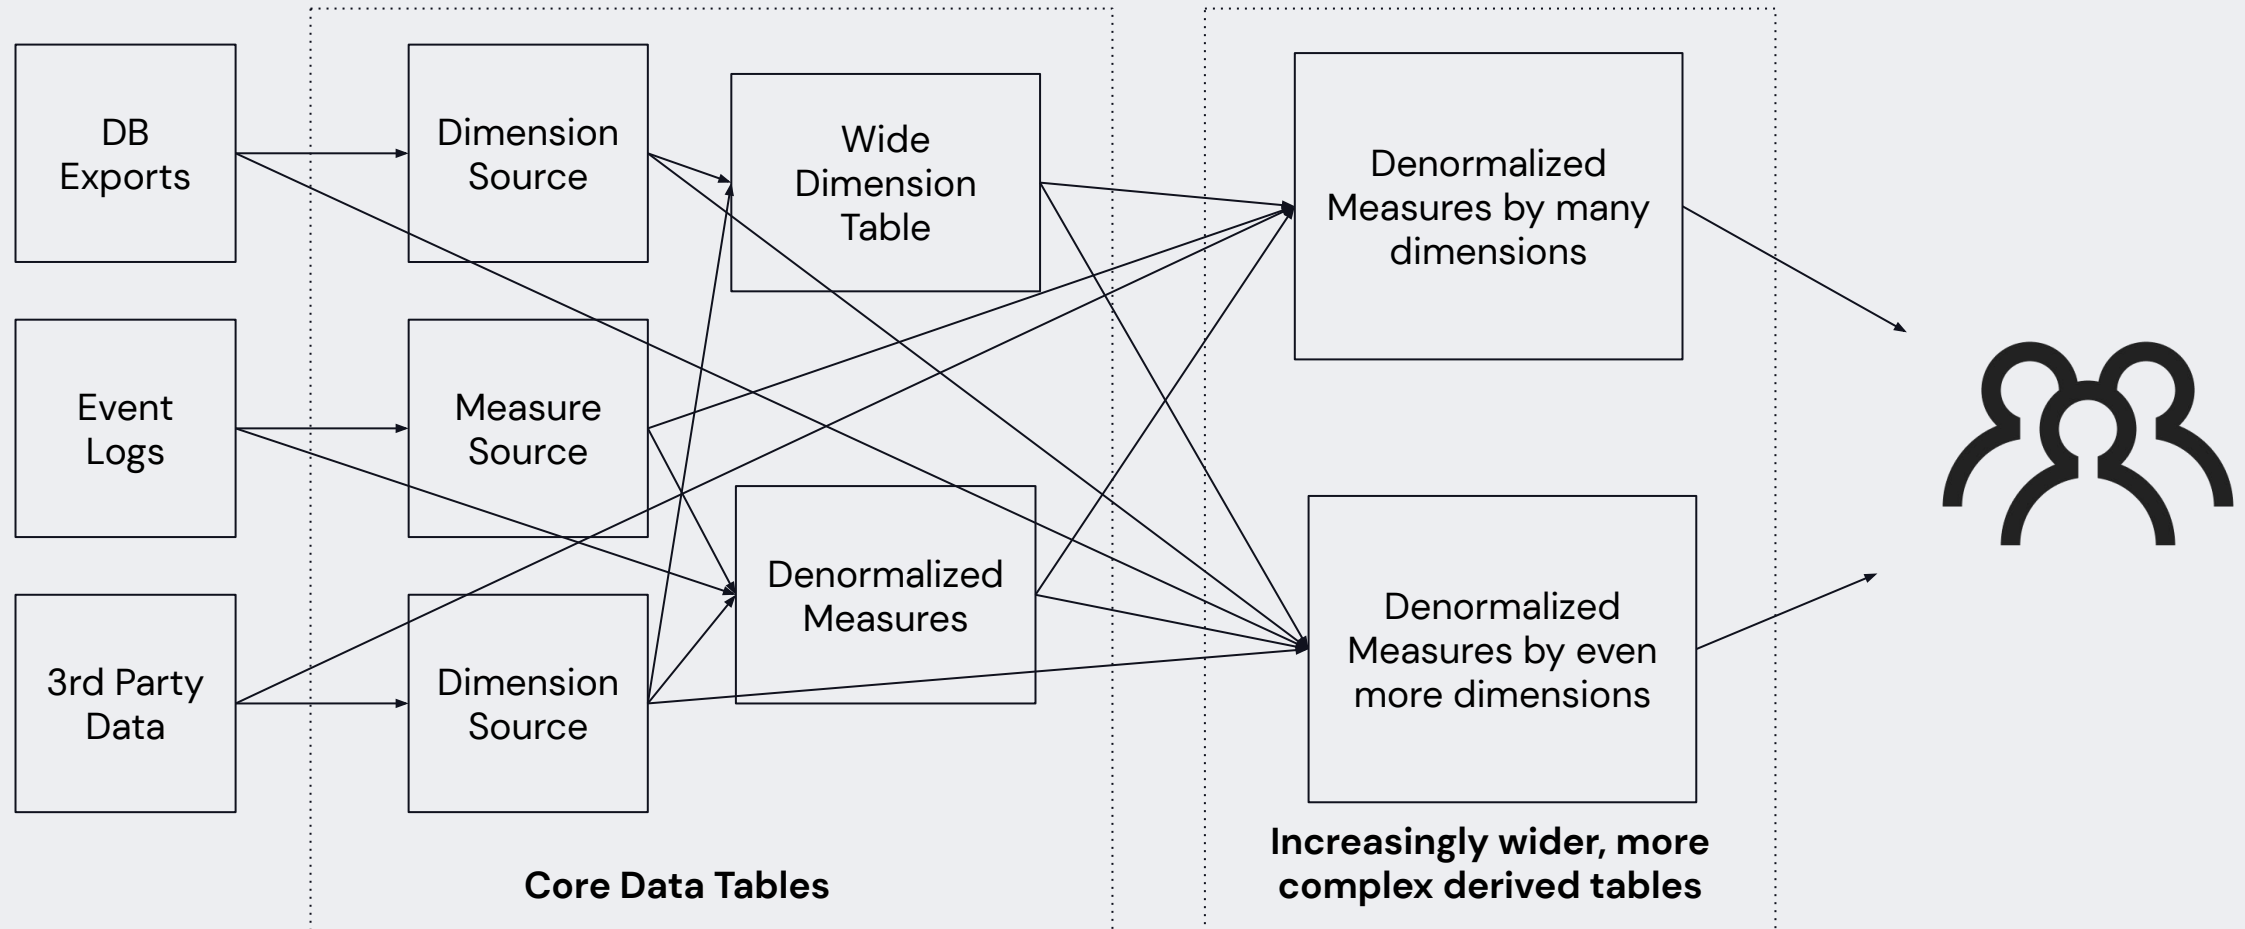 DB
Exports
Dimension
Source
Wide
Dimension
Table
Denormalized
Measures by many
dimensions
Event
Logs
Measure
Source
Denormalized
Measures
Denormalized
Measures by even
more dimensions
3rd Party
Data
Dimension
Source
Core Data Tables
Increasingly wider, more
complex derived tables